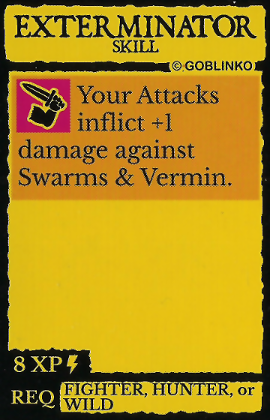 EXTERMINATOR
SKILL
© GOBLINKO
Your Attacks
inflict +1
damage against
Swarms & Vermin.
8 XP
REQ FIGHTER, HUNTER, or
WILD